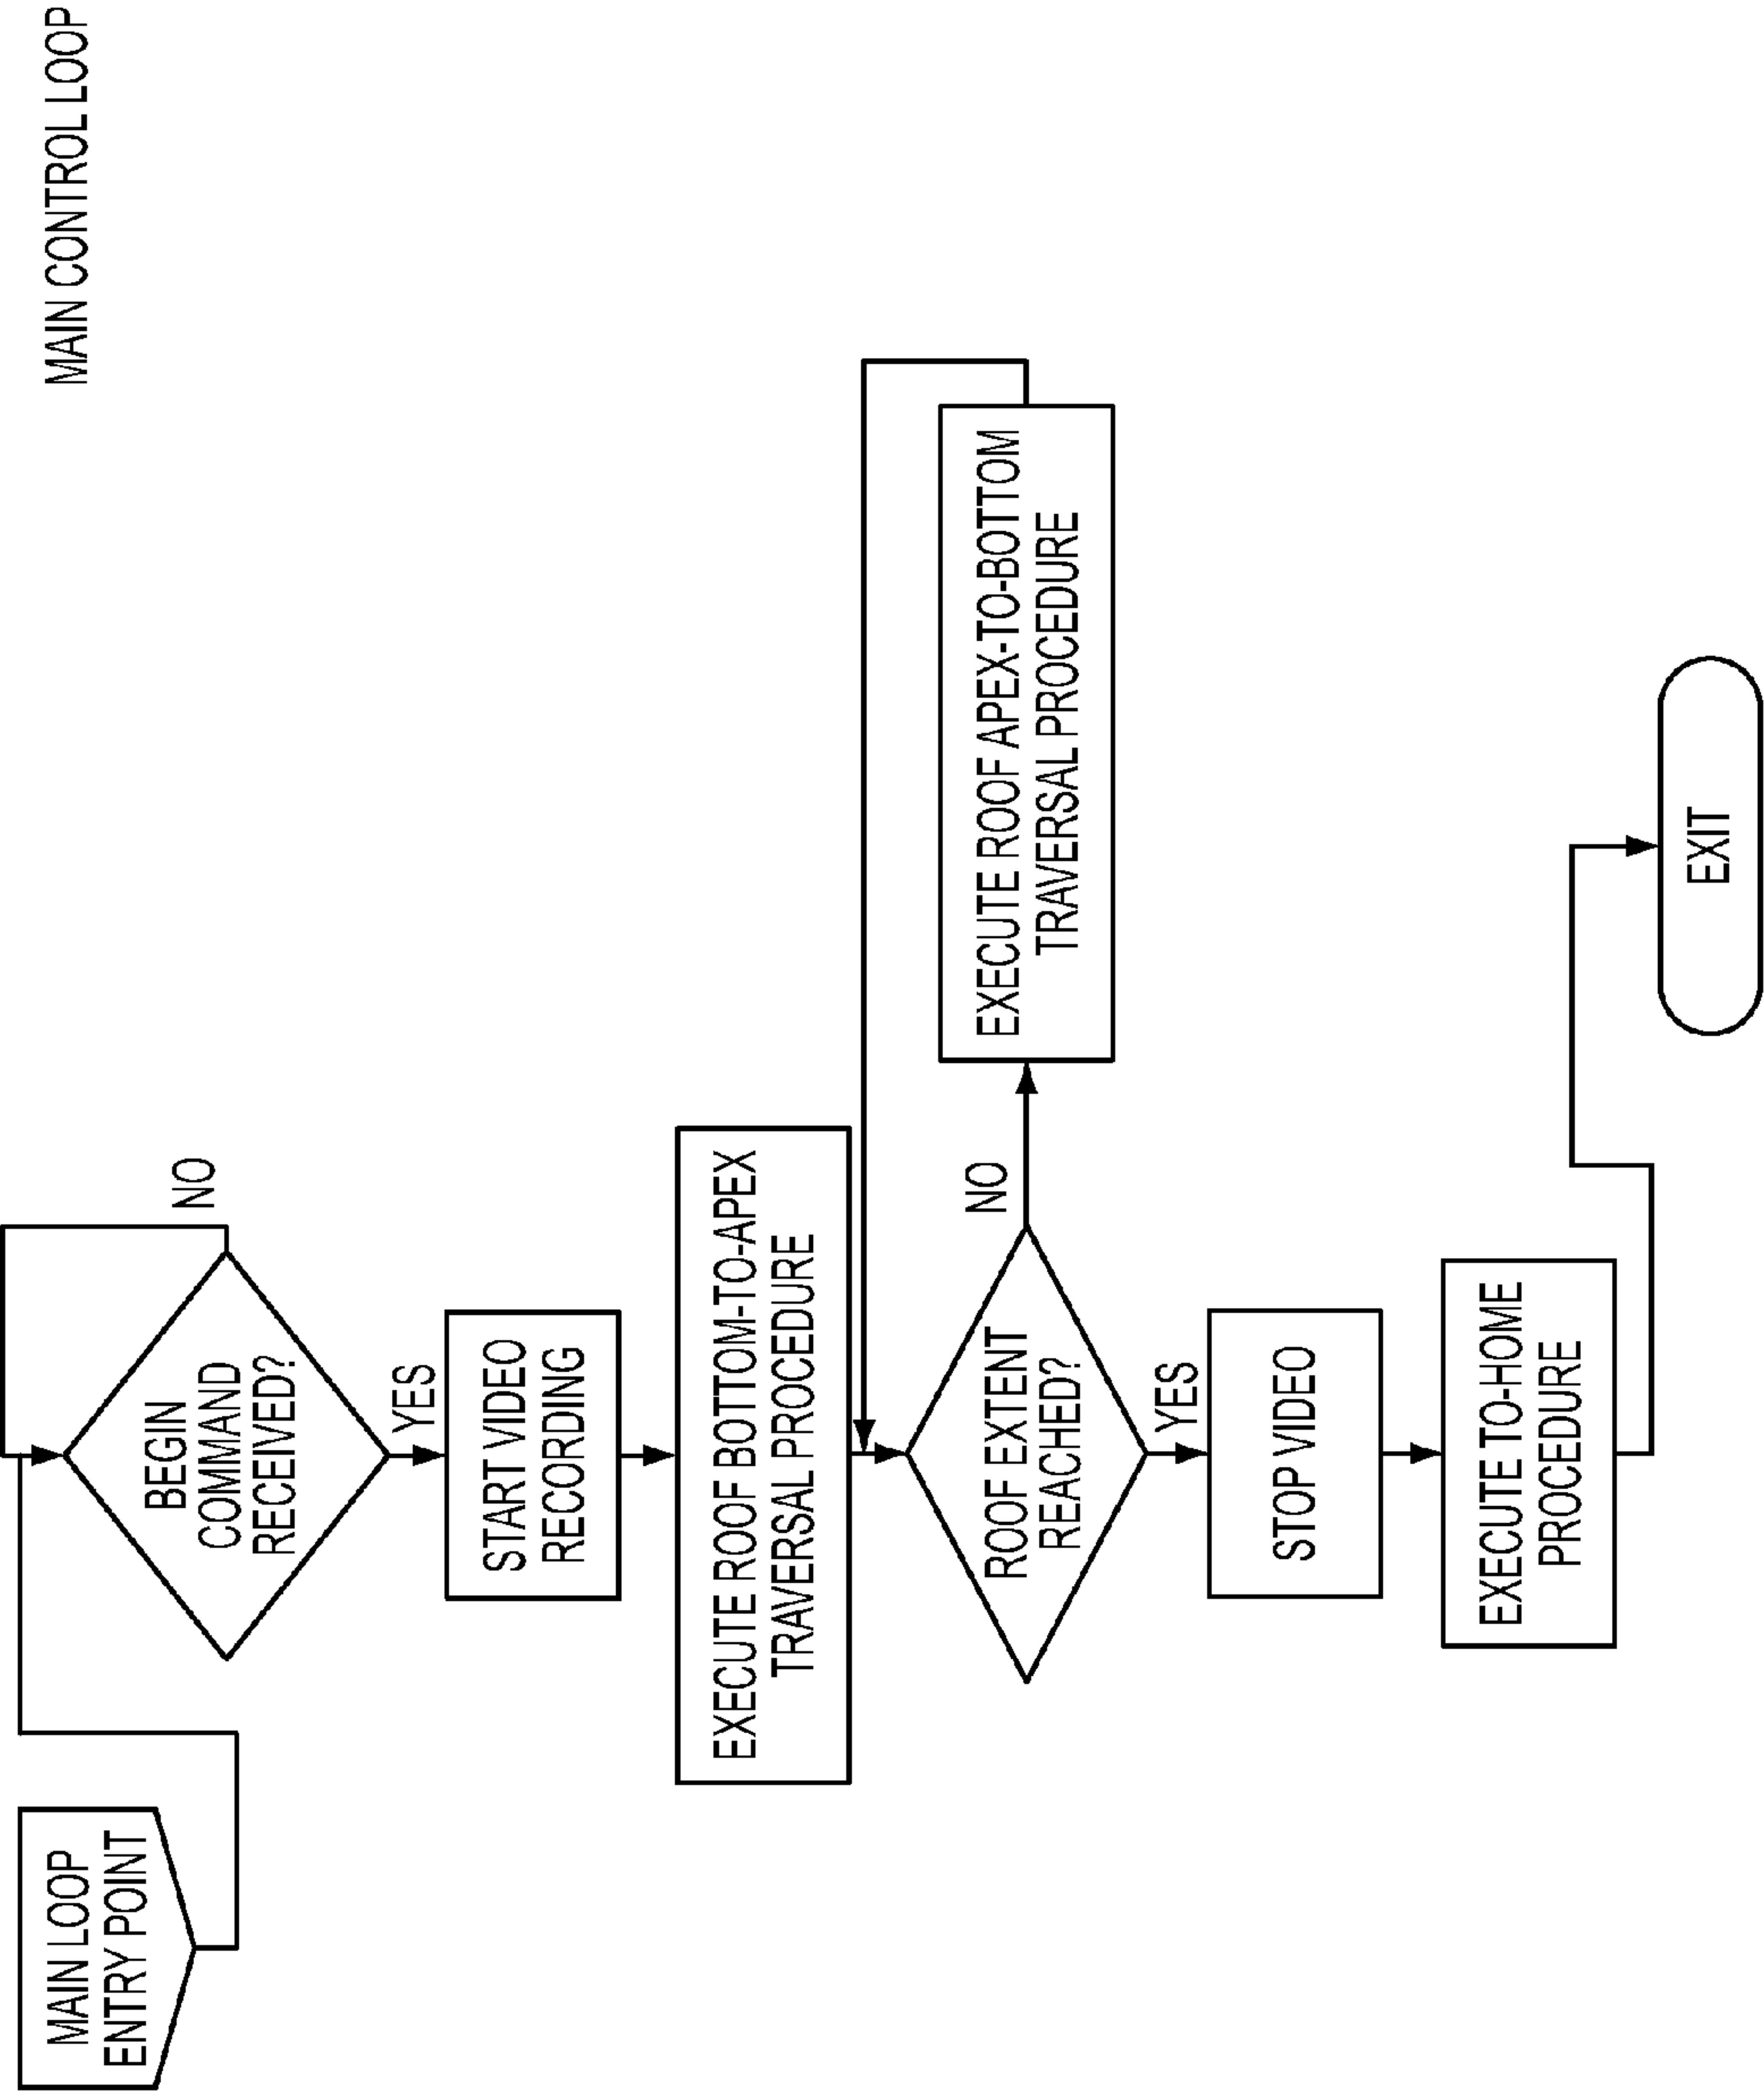 MAIN CONTROL LOOP
MAIN LOOP
ENTRY POINT
BEGIN
COMMAND
RECEIVED?
NO
YES
START VIDEO
RECORDING
EXECUTE ROOF BOTTOM-TO-APEX
TRAVERSAL PROCEDURE
ROOF EXTENT
REACHED?
NO
EXECUTE ROOF APEX-TO-BOTTOM
TRAVERSAL PROCEDURE
YES
STOP VIDEO
EXECUTE TO-HOME
PROCEDURE
EXIT